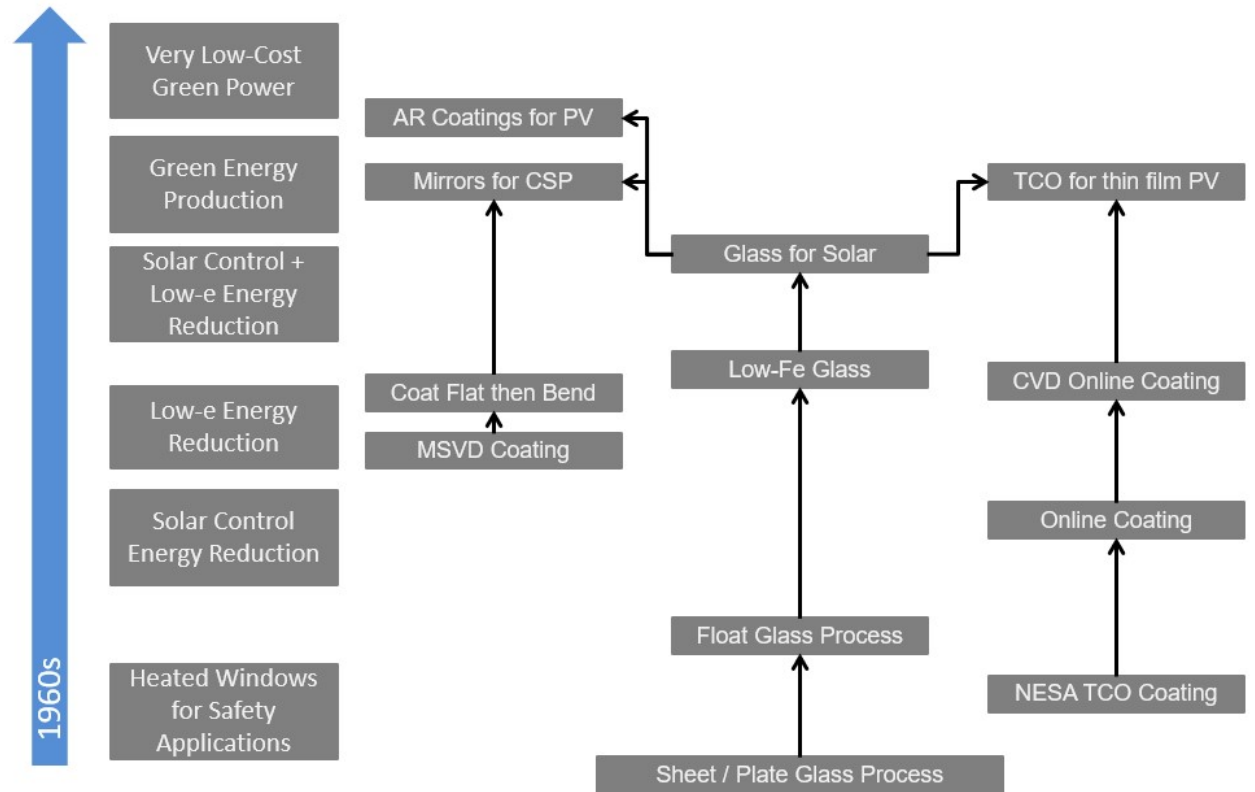 Very Low-Cost
Green Power
AR Coatings for PV
Green Energy
Production
Mirrors for CSP
TCO for thin film PV
Solar Control +
Low-e Energy
Reduction
Glass for Solar
Low-Fe Glass
CVD Online Coating
Coat Flat then Bend
Low-e Energy
Reduction
MSVD Coating
Solar Control
Energy Reduction
Online Coating
Float Glass Process
1960s
Heated Windows
for Safety
Applications
NESA TCO Coating
Sheet / Plate Glass Process